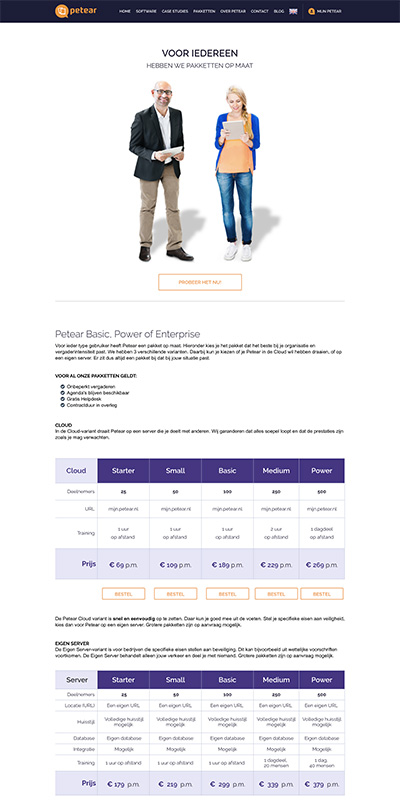 petear
HOME SOFTWARE CASE STUDIES PAKKETTEN OVER PETEAR CONTACT BLOG MIJN PETEAR
VOOR IEDEREEN
HEBBEN WE PAKKETTEN OP MAAT
PROBEER HET NU!
Petear Basic, Power of Enterprise
Voor ieder type gebruiker heeft Petear een pakket op maat. Hieronder kies je het pakket dat het beste bij je organisatie en
vergaderintensiteit past. We hebben 3 verschillende varianten. Daarbij kun je kiezen of je Petear in de Cloud wil hebben draaien, of op
een eigen server. Er zit dus altijd een pakket bij dat bij jouw situatie past.
VOOR AL ONZE PAKKETTEN GELDT:
Onbeperkt vergaderen
Agenda's blijven beschikbaar
Gratis Helpdesk
Contractduur in overleg
CLOUD
In de Cloud-variant draait Petear op een server die je deelt met anderen. Wij garanderen dat alles soepel loopt en dat de prestaties zijn
zoals je mag verwachten.
Cloud Starter Small Basic Medium Power
Deelnemers 25 50 100 250 500
URL mijn.petear.nl mijn.petear.nl mijn.petear.nl mijn.petear.nl mijn.petear.nl
Training 1 uur 1 uur 1 uur 2 uur 1 dagdeel
op afstand op afstand op afstand op afstand op afstand
Prijs € 69 p.m. € 109 p.m. € 189 p.m. € 229 p.m. € 269 p.m.
BESTEL BESTEL BESTEL BESTEL BESTEL
De Petear Cloud variant is snel en eenvoudig op te zetten. Daar kun je goed mee uit de voeten. Stel je specifieke eisen aan veiligheid,
kies dan voor Petear op een eigen server. Grotere pakketten zijn op aanvraag mogelijk.
EIGEN SERVER
De Eigen Server-variant is voor bedrijven die specifieke eisen stellen aan beveiliging. Dit kan bijvoorbeeld uit wettelijke voorschriften
voortkomen. De Eigen Server behandelt alleen jouw verkeer en deel je met niemand. Grotere pakketten zijn op aanvraag mogelijk.
Server Starter Small Basic Medium Power
Deelnemers 25 50 100 250 500
Locatie (URL) Een eigen URL Een eigen URL Een eigen URL Een eigen URL Een eigen URL
Huisstijl Volledige huisstijl Volledige huisstijl Volledige huisstijl Volledige huisstijl Volledige huisstijl
mogelijk mogelijk mogelijk mogelijk mogelijk
Database Eigen database Eigen database Eigen database Eigen database Eigen database
Integratie Mogelijk Mogelijk Mogelijk Mogelijk Mogelijk
Training 1 uur op afstand 1 uur op afstand 1 uur op afstand 1 dagdeel, 1 dag,
20 mensen 40 mensen
Prijs € 179 p.m. € 219 p.m. € 299 p.m. € 339 p.m. € 379 p.m.